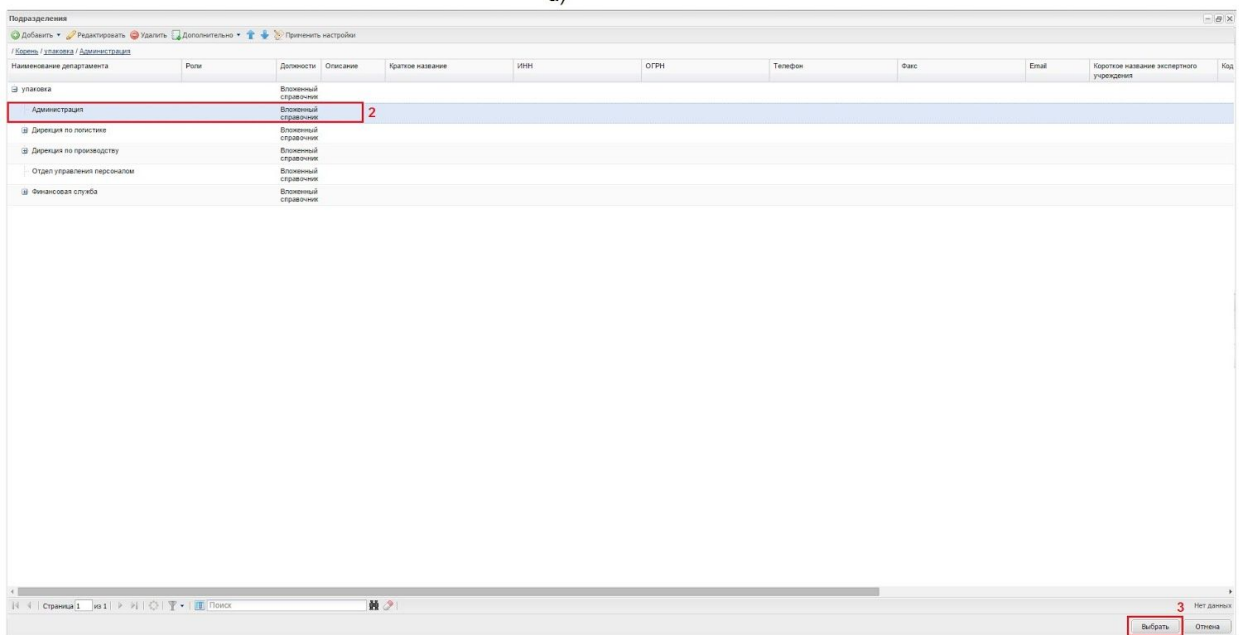 а)
Подразделения
Добавить Редактировать Удалить Дополнительно Применить настройки
/ Корень / упаковка / Администрация
Наименование департамента Роли Должности Описание Краткое название ИНН ОГРН Телефон Факс Email Короткое название экспертного Код
учреждения
упаковка Вложенный
справочник
Администрация Вложенный
справочник 2
Дирекция по логистике Вложенный
справочник
Дирекция по производству Вложенный
справочник
Отдел управления персоналом Вложенный
справочник
Финансовая служба Вложенный
справочник
Страница 1 из 1 Поиск 3 Нет данных
Выбрать Отмена